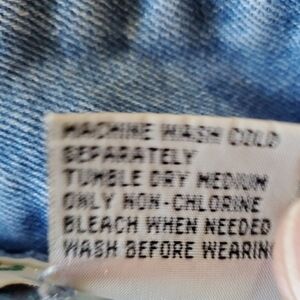 MACHINE WASH COLD
SEPARATELY
TUMBLE DRY MEDIUM
ONLY NON-CHLORINE
BLEACH WHEN NEEDED
WASH BEFORE WEARING